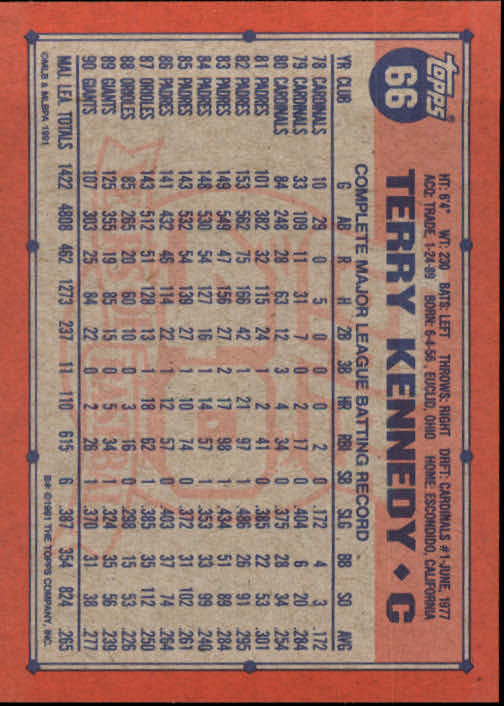 Topps
66
HT: 6'4" WT: 230 BATS: LEFT THROWS: RIGHT DRFT: CARDINALS #1-JUNE, 1977
ACQ: TRADE 1-24-89 BORN: 6-4-56, EUCLID, OHIO HOME: ESCONDIDO, CALIFORNIA
TERRY KENNEDY ♦ C
COMPLETE MAJOR LEAGUE BATTING RECORD
YR CLUB G AB R H 2B 3B HR RBI SB SLG BB SO AVG
78 CARDINALS 10 29 0 5 0 0 0 2 0 .172 4 3 .172
79 CARDINALS 33 109 11 31 7 0 2 17 0 .404 6 20 .284
80 CARDINALS 84 248 28 63 12 3 4 34 0 .375 28 34 .254
81 PADRES 101 382 32 115 24 1 2 41 0 .385 22 53 .301
82 PADRES 153 562 75 166 42 1 21 97 1 .486 26 91 .295
83 PADRES 149 549 47 156 27 2 17 98 1 .434 51 89 .284
84 PADRES 148 530 54 127 16 1 14 57 1 .353 33 99 .240
85 PADRES 143 532 54 139 27 1 10 74 0 .372 31 102 .261
86 PADRES 141 432 46 114 22 1 12 57 0 .403 37 74 .264
87 ORIOLES 143 512 51 128 13 1 18 62 1 .385 35 112 .250
88 ORIOLES 85 265 20 60 10 0 3 16 0 .298 15 53 .226
89 GIANTS 125 355 19 85 15 0 5 34 1 .324 35 56 .239
90 GIANTS 107 303 25 84 22 0 2 26 1 .370 31 38 .277
MAJ. LEA. TOTALS 1422 4808 462 1273 237 11 110 615 6 .387 354 824 .265
©MLB & MLBPA 1991 B* ©1991 THE TOPPS COMPANY, INC.
40
YEARS OF BASEBALL